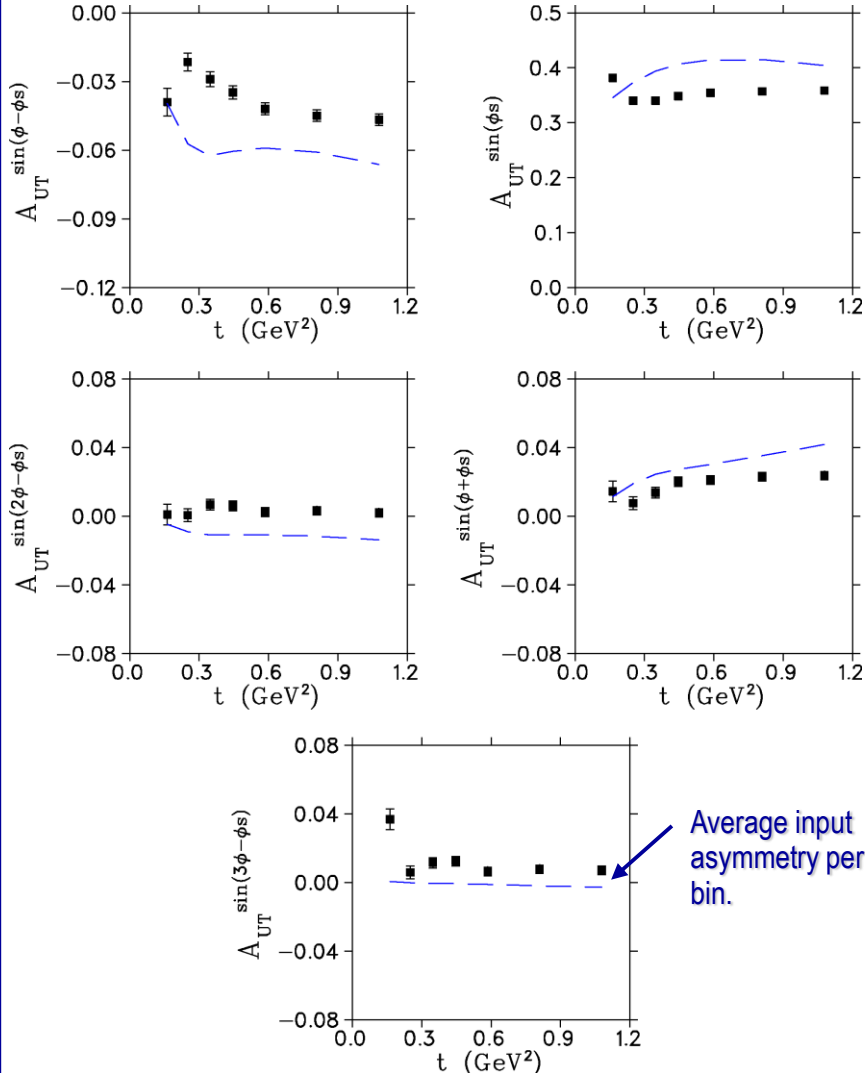 0.00
−0.03
−0.06
−0.09
−0.12
0.0 0.3 0.6 0.9 1.2
t (GeV²)
A_UT^sin(ϕ−ϕs)
0.5
0.4
0.3
0.2
0.1
0.0
0.0 0.3 0.6 0.9 1.2
t (GeV²)
A_UT^sin(ϕs)
0.08
0.04
0.00
−0.04
−0.08
0.0 0.3 0.6 0.9 1.2
t (GeV²)
A_UT^sin(2ϕ−ϕs)
0.08
0.04
0.00
−0.04
−0.08
0.0 0.3 0.6 0.9 1.2
t (GeV²)
A_UT^sin(ϕ+ϕs)
0.08
0.04
0.00
−0.04
−0.08
0.0 0.3 0.6 0.9 1.2
t (GeV²)
A_UT^sin(3ϕ−ϕs)
Average input
asymmetry per
bin.